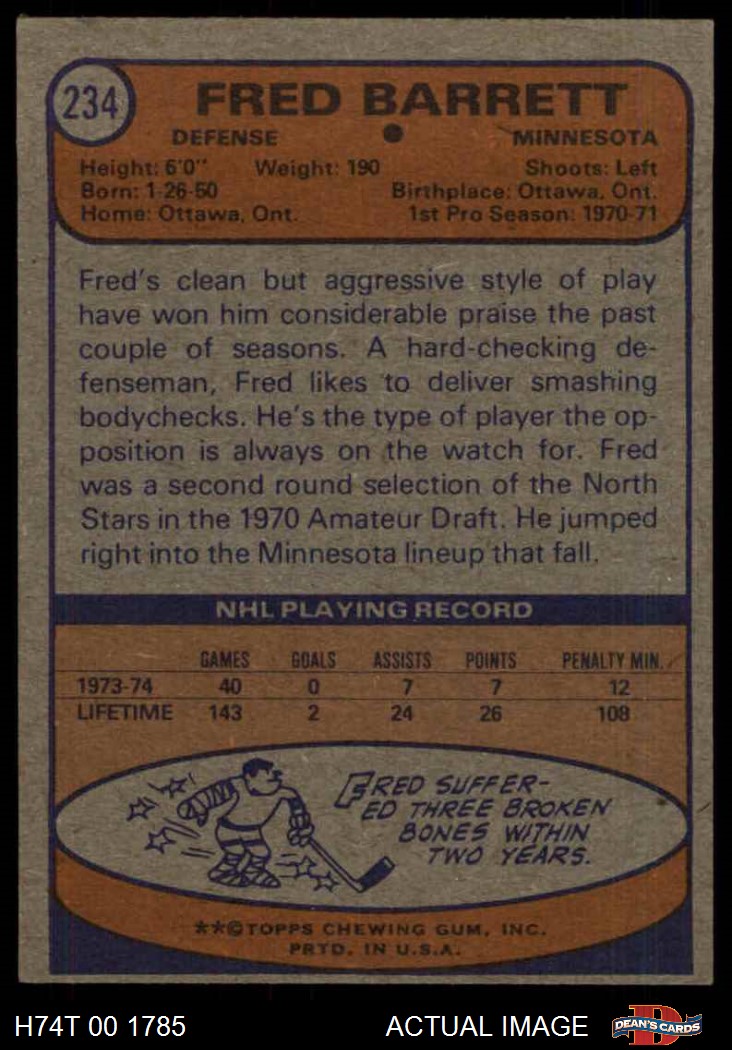 234
FRED BARRETT
DEFENSE ● MINNESOTA
Height: 6'0" Weight: 190 Shoots: Left
Born: 1-26-50 Birthplace: Ottawa, Ont.
Home: Ottawa, Ont. 1st Pro Season: 1970-71
Fred's clean but aggressive style of play
have won him considerable praise the past
couple of seasons. A hard-checking de-
fenseman, Fred likes to deliver smashing
bodychecks. He's the type of player the op-
position is always on the watch for. Fred
was a second round selection of the North
Stars in the 1970 Amateur Draft. He jumped
right into the Minnesota lineup that fall.
NHL PLAYING RECORD
GAMES GOALS ASSISTS POINTS PENALTY MIN.
1973-74 40 0 7 7 12
LIFETIME 143 2 24 26 108
FRED SUFFER-
ED THREE BROKEN
BONES WITHIN
TWO YEARS.
**©TOPPS CHEWING GUM, INC.
PRTD. IN U.S.A.
H74T 00 1785 ACTUAL IMAGE D DEAN'S CARDS